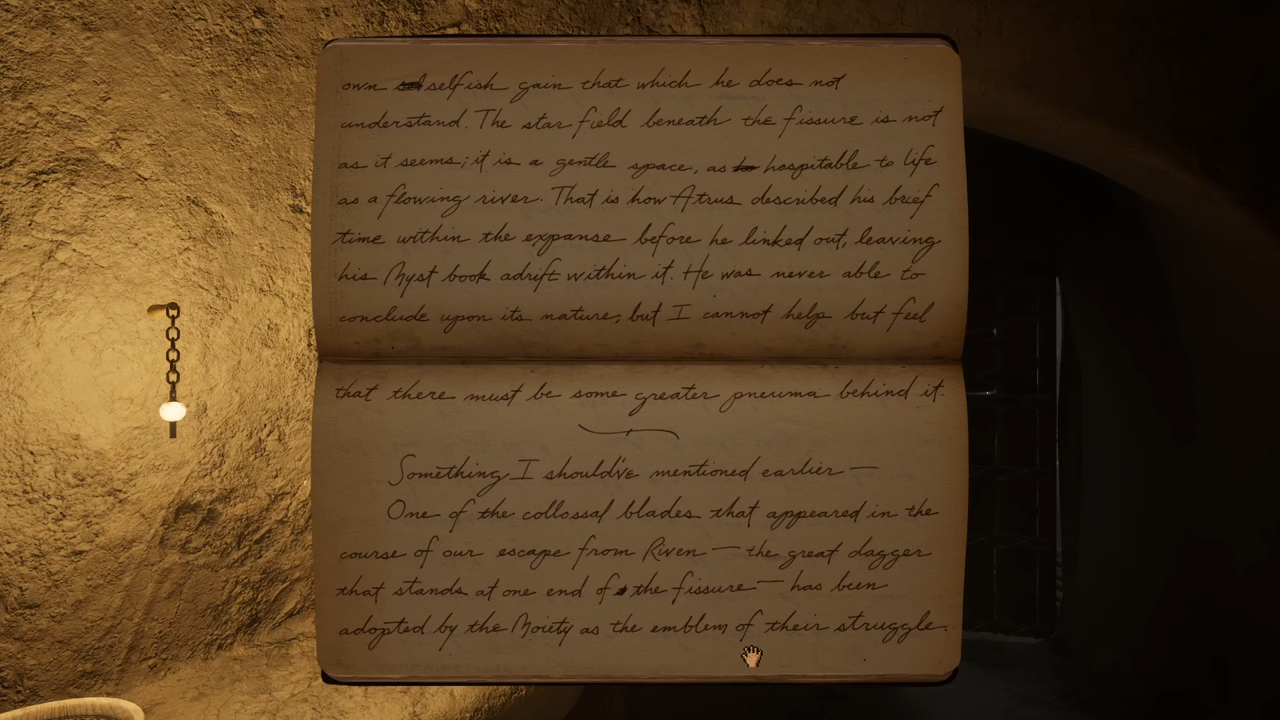 own sel selfish gain that which he does not
understand. The star field beneath the fissure is not
as it seems; it is a gentle space, as to hospitable to life
as a flowing river. That is how Atrus described his brief
time within the expanse before he linked out, leaving
his Myst book adrift within it. He was never able to
conclude upon its nature, but I cannot help but feel
that there must be some greater pneuma behind it.
Something I should've mentioned earlier —
One of the collossal blades that appeared in the
course of our escape from Riven — the great dagger
that stands at one end of the fissure — has been
adopted by the Moiety as the emblem of their struggle.